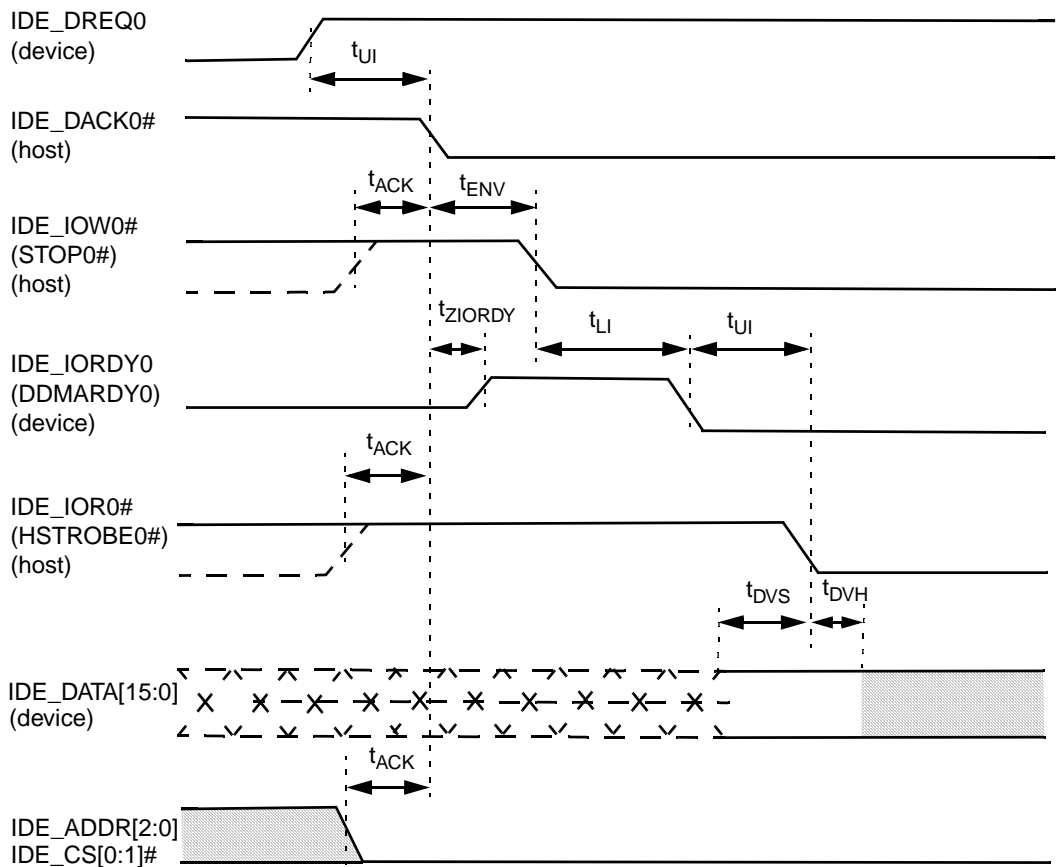 IDE_DREQ0
(device)
tUI
IDE_DACK0#
(host)
tACK
tENV
IDE_IOW0#
(STOP0#)
(host)
tZIORDY
tLI
tUI
IDE_IORDY0
(DDMARDY0)
(device)
tACK
IDE_IOR0#
(HSTROBE0#)
(host)
tDVS
tDVH
IDE_DATA[15:0]
(device)
tACK
IDE_ADDR[2:0]
IDE_CS[0:1]#